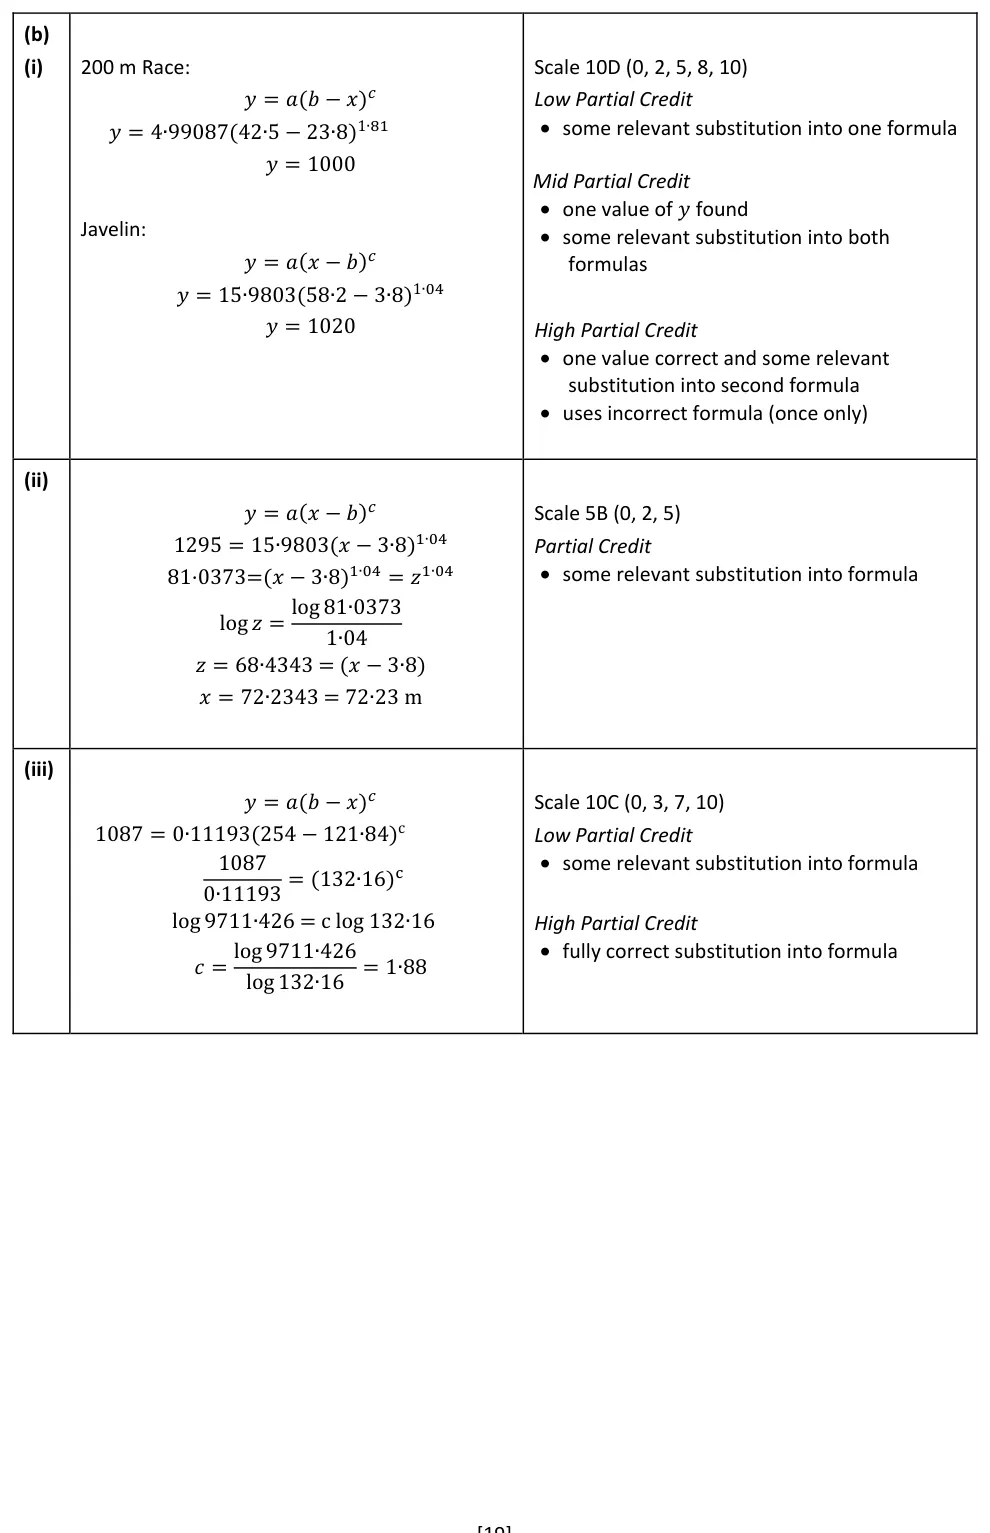 (b)
(i)
200 m Race:
𝑦 = 𝑎(𝑏 − 𝑥)^𝑐
𝑦 = 4·99087(42·5 − 23·8)^1·81
𝑦 = 1000
Javelin:
𝑦 = 𝑎(𝑥 − 𝑏)^𝑐
𝑦 = 15·9803(58·2 − 3·8)^1·04
𝑦 = 1020
Scale 10D (0, 2, 5, 8, 10)
Low Partial Credit
• some relevant substitution into one formula
Mid Partial Credit
• one value of 𝑦 found
• some relevant substitution into both
formulas
High Partial Credit
• one value correct and some relevant
substitution into second formula
• uses incorrect formula (once only)
(ii)
𝑦 = 𝑎(𝑥 − 𝑏)^𝑐
1295 = 15·9803(𝑥 − 3·8)^1·04
81·0373=(𝑥 − 3·8)^1·04 = 𝑧^1·04
log 𝑧 = log 81·0373 / 1·04
𝑧 = 68·4343 = (𝑥 − 3·8)
𝑥 = 72·2343 = 72·23 m
Scale 5B (0, 2, 5)
Partial Credit
• some relevant substitution into formula
(iii)
𝑦 = 𝑎(𝑏 − 𝑥)^𝑐
1087 = 0·11193(254 − 121·84)^c
1087 / 0·11193 = (132·16)^c
log 9711·426 = c log 132·16
𝑐 = log 9711·426 / log 132·16 = 1·88
Scale 10C (0, 3, 7, 10)
Low Partial Credit
• some relevant substitution into formula
High Partial Credit
• fully correct substitution into formula